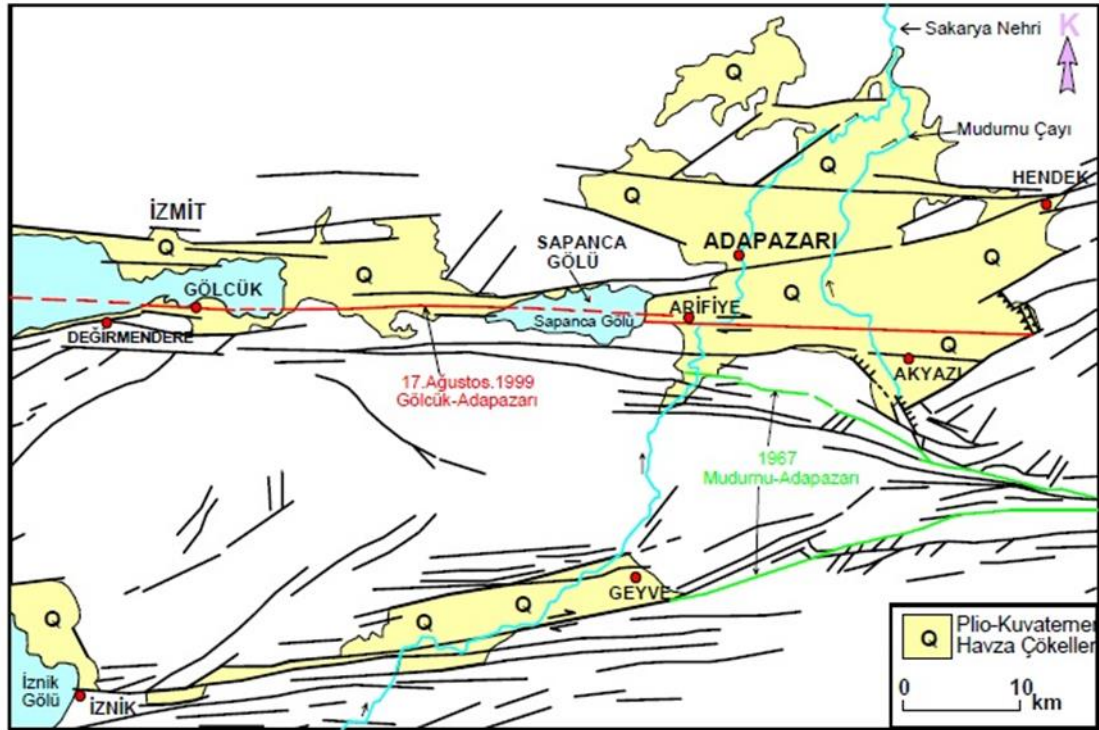 Sakarya Nehri
K
Q
Mudurnu Çayı
Q
HENDEK
Q
İZMİT
Q
SAPANCA
GÖLÜ
ADAPAZARI
Q
Q
GÖLCÜK
Q
ARİFİYE
Sapanca Gölü
DEĞİRMENDERE
Q
AKYAZI
17.Ağustos.1999
Gölcük-Adapazarı
1967
Mudurnu-Adapazarı
GEYVE
Q
Q
Q
İznik
Gölü
İZNİK
Q
Plio-Kuvaterner
Havza Çökeller
0
10
km